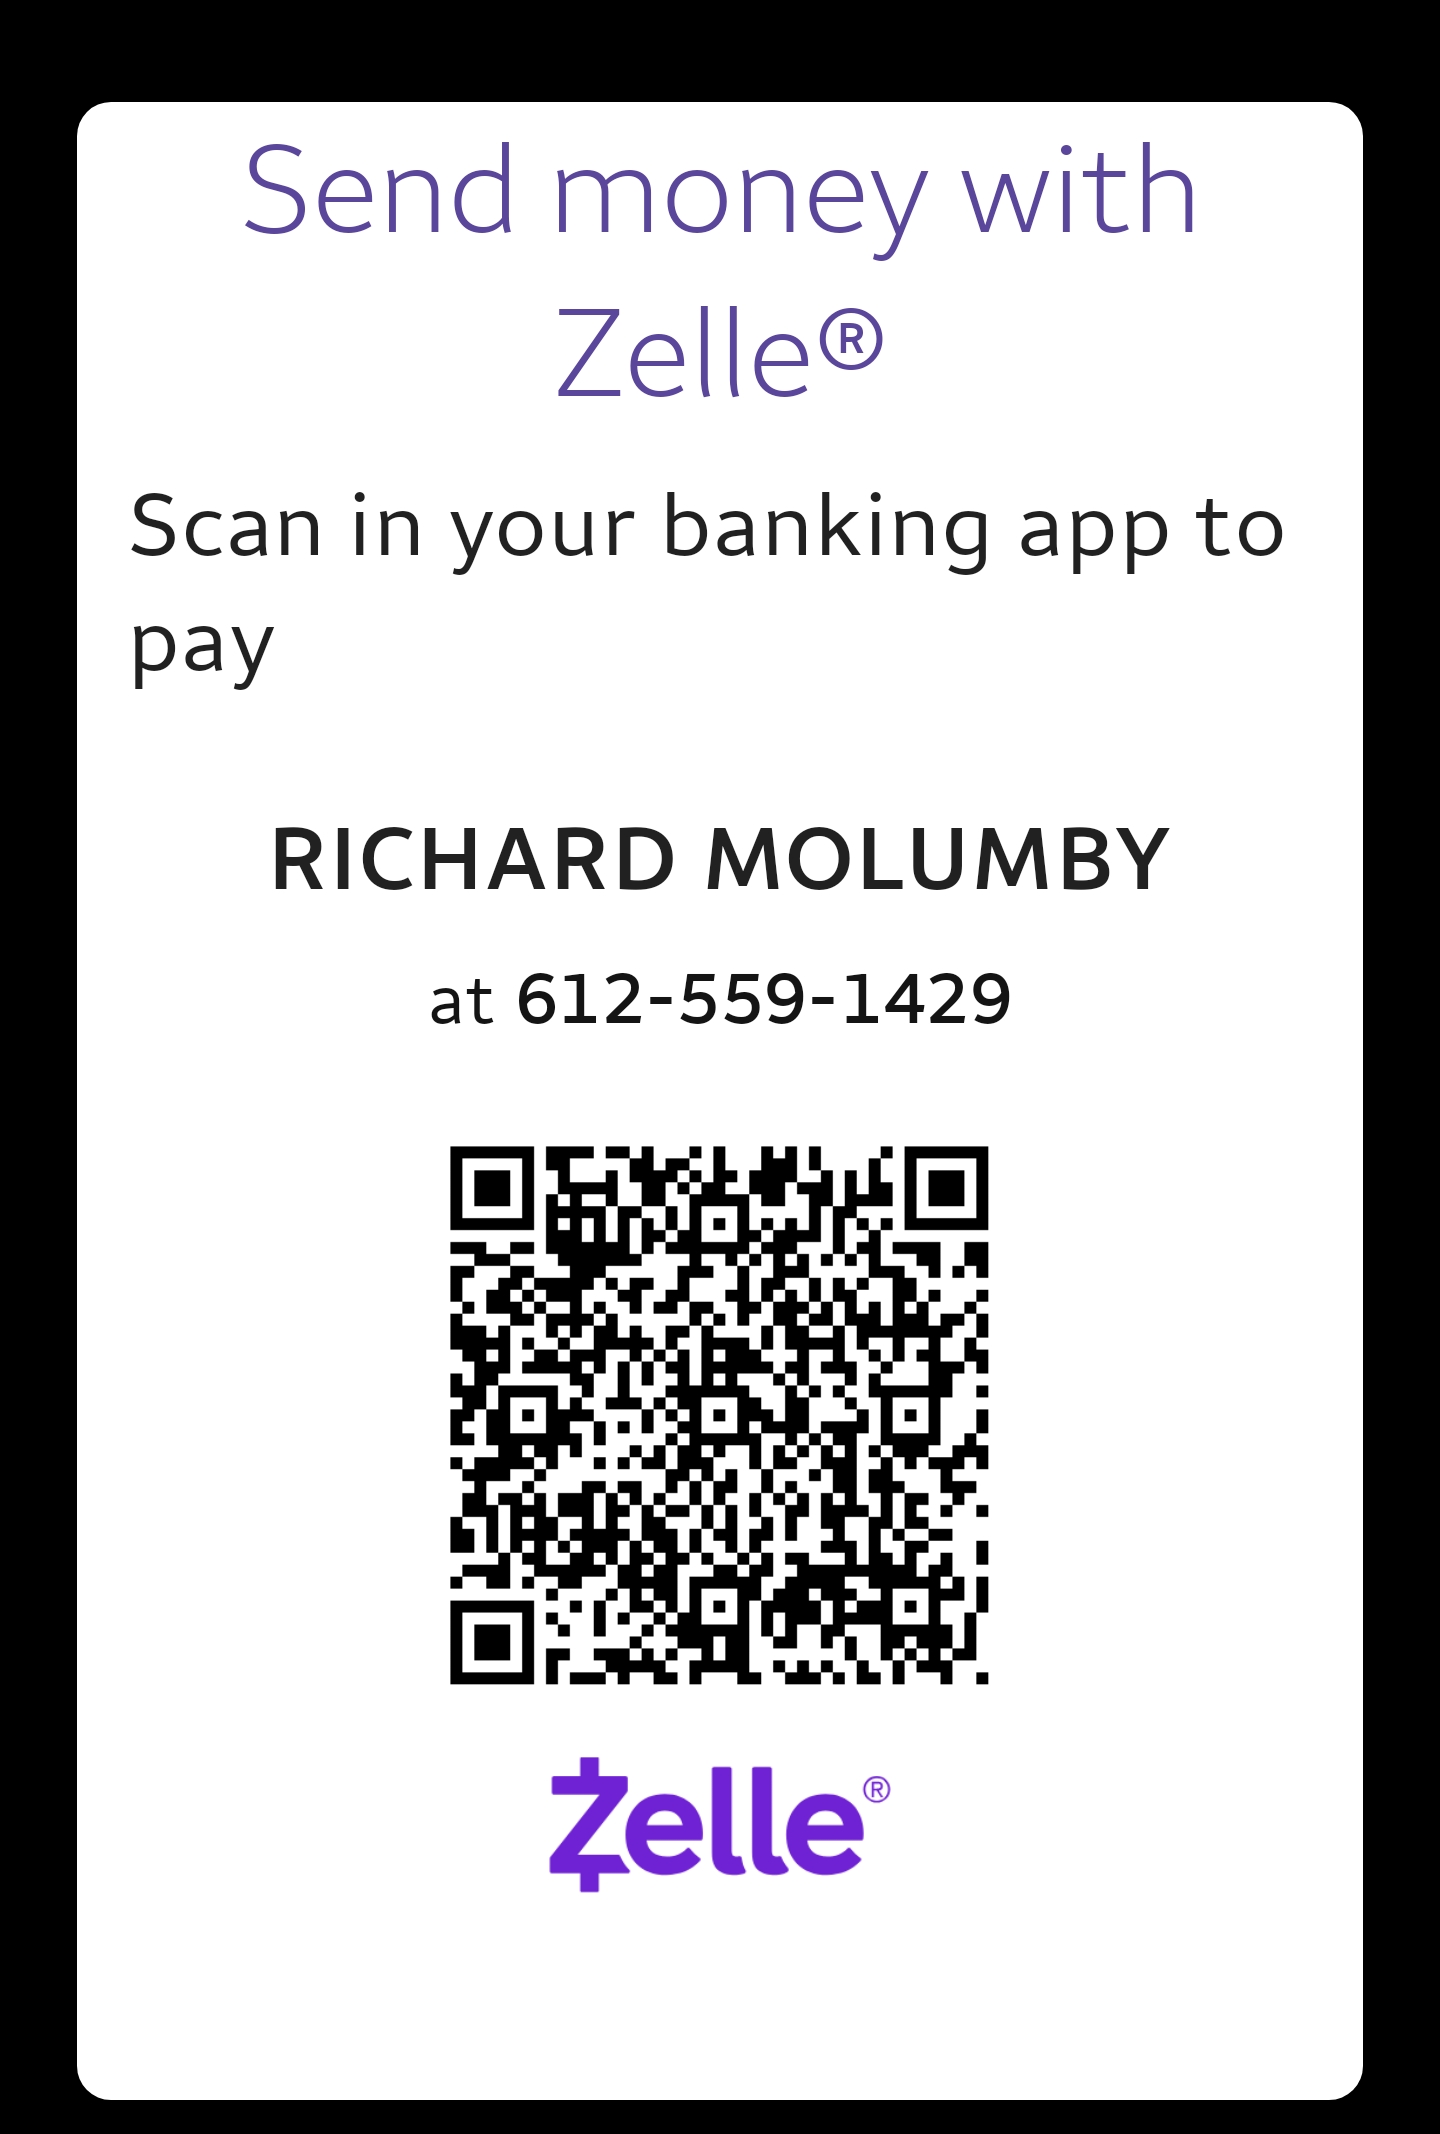 Send money with
Zelle®
Scan in your banking app to
pay
RICHARD MOLUMBY
at 612-559-1429
Zelle®